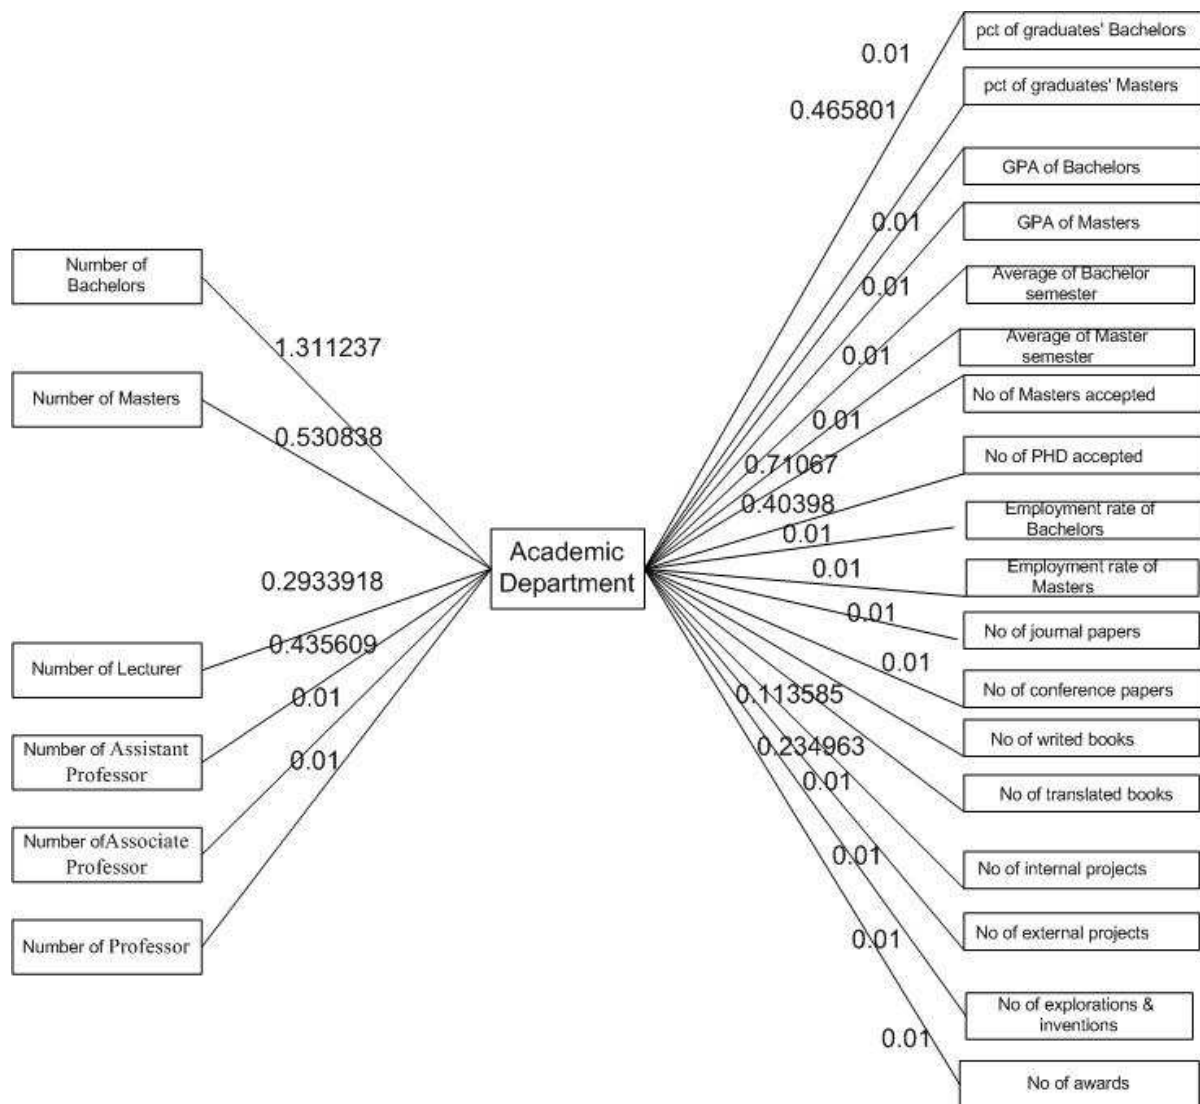 Number of
Bachelors
Number of Masters
Number of Lecturer
Number of Assistant
Professor
Number ofAssociate
Professor
Number of Professor
1.311237
0.530838
0.2933918
0.435609
0.01
0.01
Academic
Department
0.01
0.465801
0.01
0.01
0.01
0.01
0.71067
0.40398
0.01
0.01
0.01
0.01
0.113585
0.234963
0.01
0.01
0.01
0.01
pct of graduates' Bachelors
pct of graduates' Masters
GPA of Bachelors
GPA of Masters
Average of Bachelor
semester
Average of Master
semester
No of Masters accepted
No of PHD accepted
Employment rate of
Bachelors
Employment rate of
Masters
No of journal papers
No of conference papers
No of writed books
No of translated books
No of internal projects
No of external projects
No of explorations &
inventions
No of awards